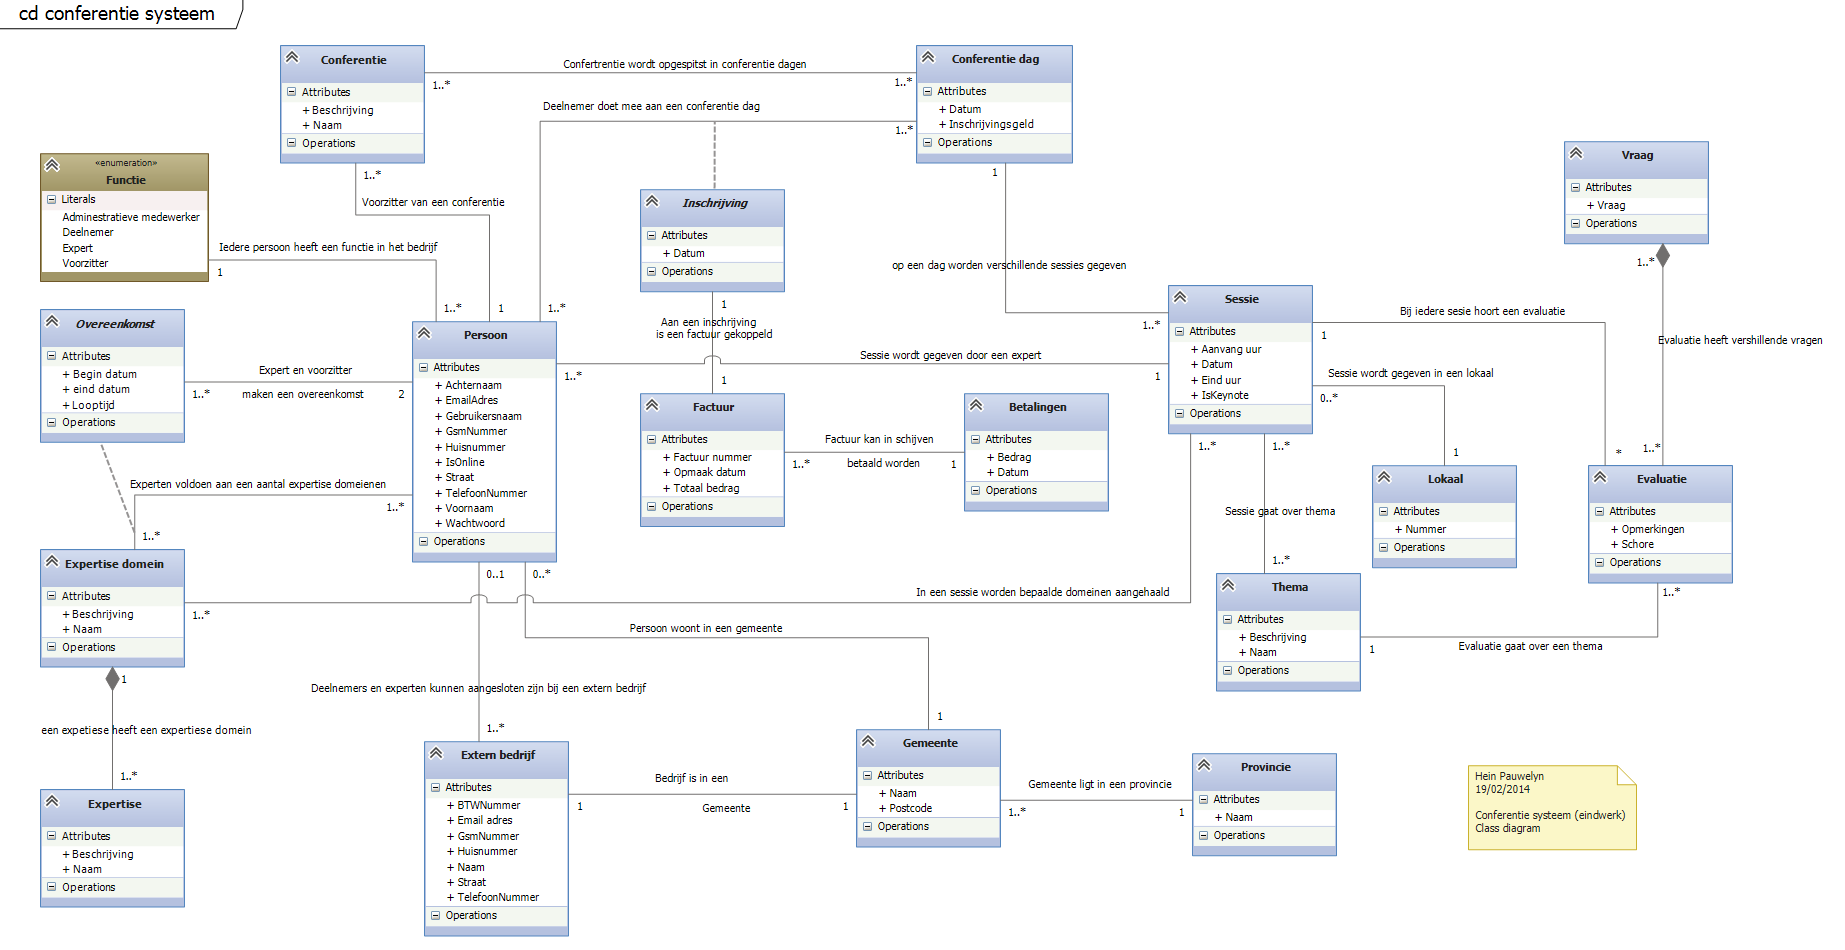 cd conferentie systeem
Conferentie
Attributes
+ Beschrijving
+ Naam
Operations
Confertrentie wordt opgespitst in conferentie dagen
1..*
1..*
Conferentie dag
Attributes
+ Datum
+ Inschrijvingsgeld
Operations
Deelnemer doet mee aan een conferentie dag
1..*
1..*
«enumeration»
Functie
Literals
Adminestratieve medewerker
Deelnemer
Expert
Voorzitter
1..*
Voorzitter van een conferentie
1
Iedere persoon heeft een functie in het bedrijf
1
1..*
Inschrijving
Attributes
+ Datum
Operations
1
Aan een inschrijving
is een factuur gekoppeld
1
1
op een dag worden verschillende sessies gegeven
1..*
Vraag
Attributes
+ Vraag
Operations
1..*
Evaluatie heeft vershillende vragen
1..*
Sessie
Attributes
+ Aanvang uur
+ Datum
+ Eind uur
+ IsKeynote
Operations
Bij iedere sesie hoort een evaluatie
1
*
Overeenkomst
Attributes
+ Begin datum
+ eind datum
+ Looptijd
Operations
Expert en voorzitter
maken een overeenkomst
1..*
2
Persoon
Attributes
+ Achternaam
+ EmailAdres
+ Gebruikersnaam
+ GsmNummer
+ Huisnummer
+ IsOnline
+ Straat
+ TelefoonNummer
+ Voornaam
+ Wachtwoord
Operations
Sessie wordt gegeven door een expert
1..*
1
Sessie wordt gegeven in een lokaal
0..*
1
Factuur
Attributes
+ Factuur nummer
+ Opmaak datum
+ Totaal bedrag
Operations
Factuur kan in schijven
betaald worden
1..*
1
Betalingen
Attributes
+ Bedrag
+ Datum
Operations
Experten voldoen aan een aantal expertise domeienen
1..*
1..*
1..*
1..*
Sessie gaat over thema
1..*
Lokaal
Attributes
+ Nummer
Operations
Evaluatie
Attributes
+ Opmerkingen
+ Schore
Operations
1..*
Expertise domein
Attributes
+ Beschrijving
+ Naam
Operations
1..*
In een sessie worden bepaalde domeinen aangehaald
0..1
0..*
Thema
Attributes
+ Beschrijving
+ Naam
Operations
1
Evaluatie gaat over een thema
Persoon woont in een gemeente
1
Deelnemers en experten kunnen aangesloten zijn bij een extern bedrijf
1..*
1
een expetiese heeft een expertiese domein
1..*
Expertise
Attributes
+ Beschrijving
+ Naam
Operations
Extern bedrijf
Attributes
+ BTWNummer
+ Email adres
+ GsmNummer
+ Huisnummer
+ Naam
+ Straat
+ TelefoonNummer
Operations
Bedrijf is in een
Gemeente
1
1
Gemeente
Attributes
+ Naam
+ Postcode
Operations
Gemeente ligt in een provincie
1..*
1
Provincie
Attributes
+ Naam
Operations
Hein Pauwelyn
19/02/2014
Conferentie systeem (eindwerk)
Class diagram